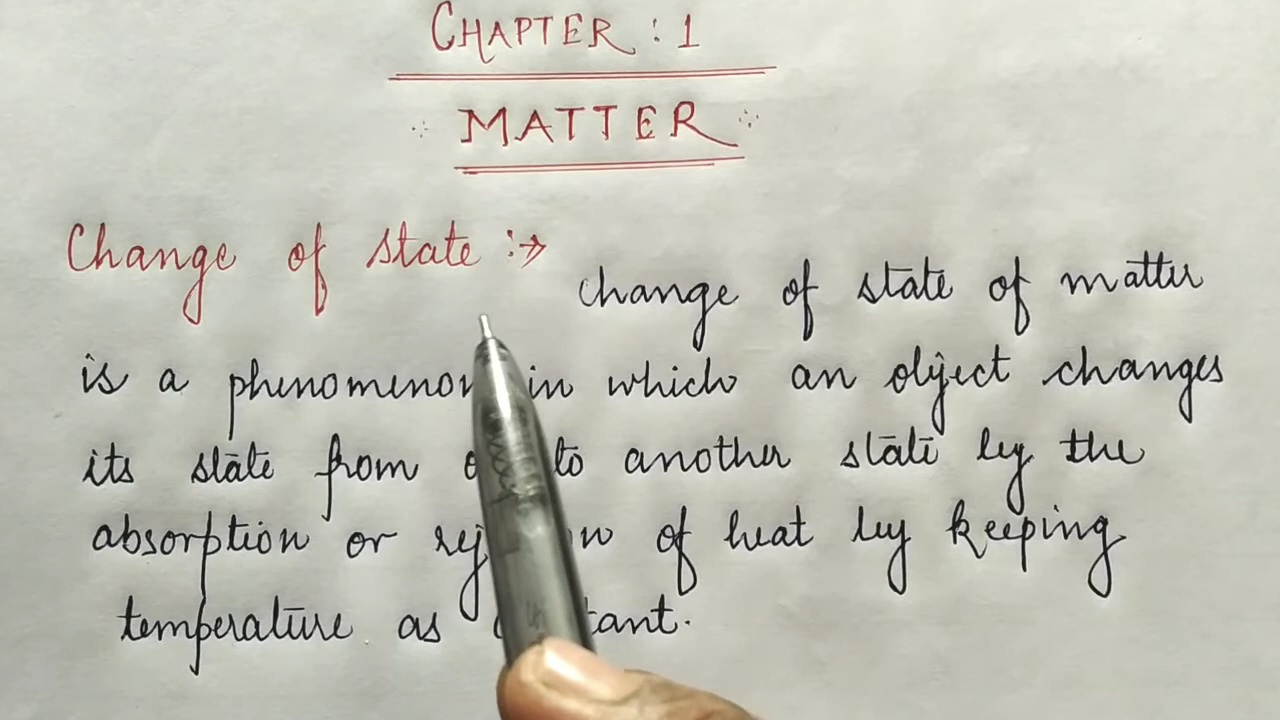 CHAPTER : 1
MATTER
Change of state :→
change of state of matter
is a phenomenon in which an object changes
its state from to another state by the
absorption or of heat by keeping
temperature as